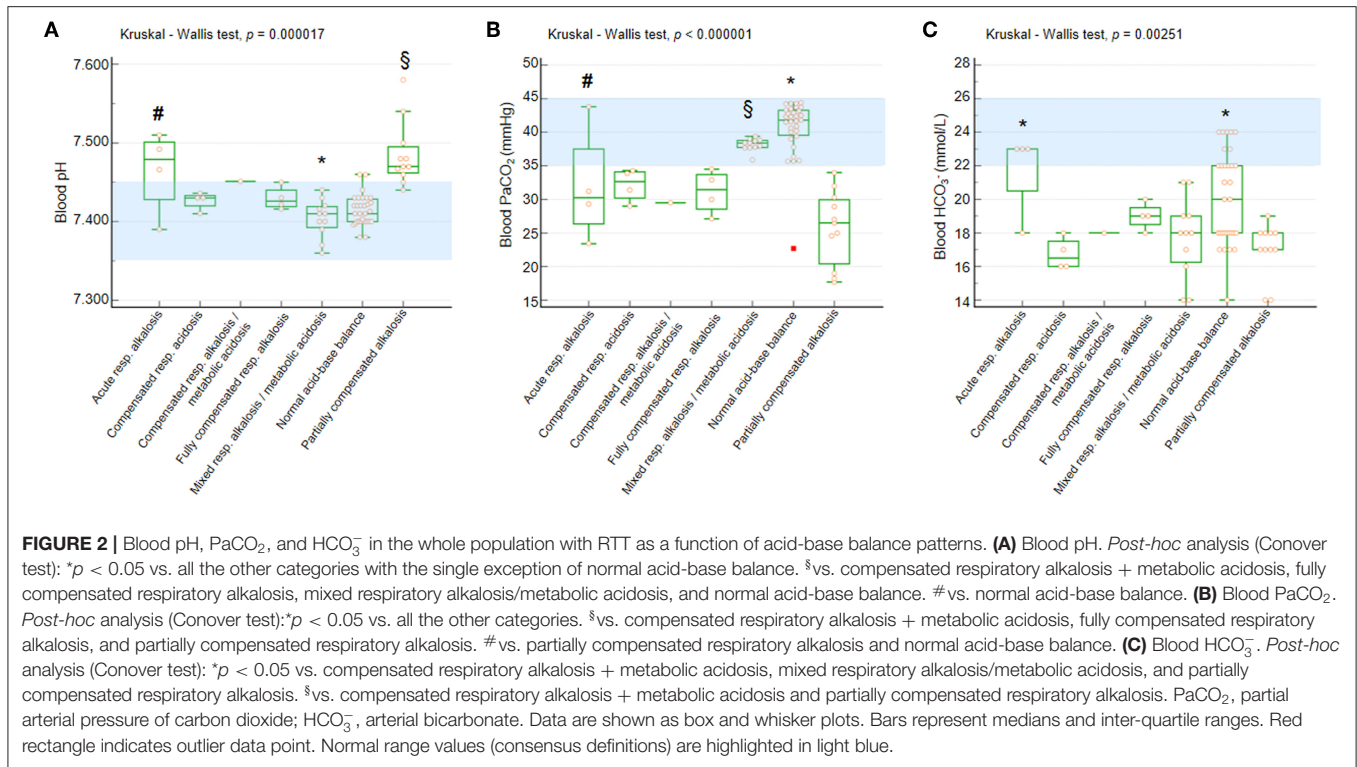 A
Kruskal - Wallis test, p = 0.000017
7.600
7.500
7.400
7.300
Blood pH
#
*
§
Acute resp. alkalosis
Compensated resp. acidosis
Compensated resp. alkalosis /
metabolic acidosis
Fully compensated resp. alkalosis
Mixed resp. alkalosis / metabolic acidosis
Normal acid-base balance
Partially compensated alkalosis
B
Kruskal - Wallis test, p < 0.000001
50
45
40
35
30
25
20
15
Blood PaCO₂ (mmHg)
#
§
*
Acute resp. alkalosis
Compensated resp. acidosis
Compensated resp. alkalosis /
metabolic acidosis
Fully compensated resp. alkalosis
Mixed resp. alkalosis / metabolic acidosis
Normal acid-base balance
Partially compensated alkalosis
C
Kruskal - Wallis test, p = 0.00251
28
26
24
22
20
18
16
14
Blood HCO₃⁻ (mmol/L)
*
*
Acute resp. alkalosis
Compensated resp. acidosis
Compensated resp. alkalosis /
metabolic acidosis
Fully compensated resp. alkalosis
Mixed resp. alkalosis / metabolic acidosis
Normal acid-base balance
Partially compensated alkalosis
FIGURE 2 | Blood pH, PaCO₂, and HCO₃⁻ in the whole population with RTT as a function of acid-base balance patterns. (A) Blood pH. Post-hoc analysis (Conover
test): *p < 0.05 vs. all the other categories with the single exception of normal acid-base balance. §vs. compensated respiratory alkalosis + metabolic acidosis, fully
compensated respiratory alkalosis, mixed respiratory alkalosis/metabolic acidosis, and normal acid-base balance. #vs. normal acid-base balance. (B) Blood PaCO₂.
Post-hoc analysis (Conover test):*p < 0.05 vs. all the other categories. §vs. compensated respiratory alkalosis + metabolic acidosis, fully compensated respiratory
alkalosis, and partially compensated respiratory alkalosis. #vs. partially compensated respiratory alkalosis and normal acid-base balance. (C) Blood HCO₃⁻. Post-hoc
analysis (Conover test): *p < 0.05 vs. compensated respiratory alkalosis + metabolic acidosis, mixed respiratory alkalosis/metabolic acidosis, and partially
compensated respiratory alkalosis. §vs. compensated respiratory alkalosis + metabolic acidosis and partially compensated respiratory alkalosis. PaCO₂, partial
arterial pressure of carbon dioxide; HCO₃⁻, arterial bicarbonate. Data are shown as box and whisker plots. Bars represent medians and inter-quartile ranges. Red
rectangle indicates outlier data point. Normal range values (consensus definitions) are highlighted in light blue.